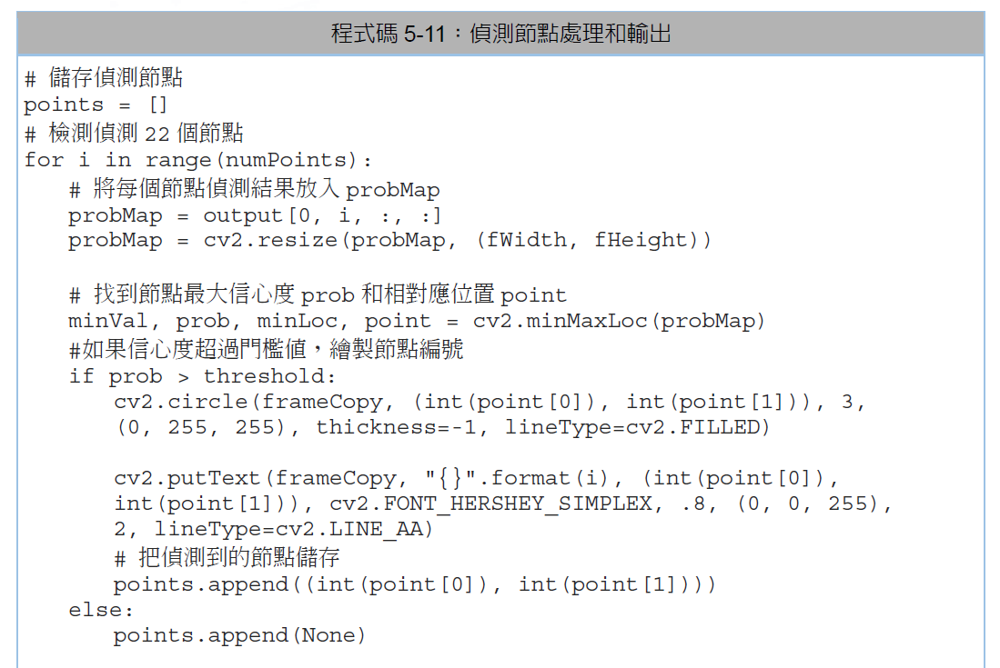 程式碼 5-11：偵測節點處理和輸出
# 儲存偵測節點
points = []
# 檢測偵測 22 個節點
for i in range(numPoints):
    # 將每個節點偵測結果放入 probMap
    probMap = output[0, i, :, :]
    probMap = cv2.resize(probMap, (fWidth, fHeight))
    # 找到節點最大信心度 prob 和相對應位置 point
    minVal, prob, minLoc, point = cv2.minMaxLoc(probMap)
    #如果信心度超過門檻值，繪製節點編號
    if prob > threshold:
        cv2.circle(frameCopy, (int(point[0]), int(point[1])), 3,
        (0, 255, 255), thickness=-1, lineType=cv2.FILLED)
        cv2.putText(frameCopy, "{}".format(i), (int(point[0]),
        int(point[1])), cv2.FONT_HERSHEY_SIMPLEX, .8, (0, 0, 255),
        2, lineType=cv2.LINE_AA)
        # 把偵測到的節點儲存
        points.append((int(point[0]), int(point[1])))
    else:
        points.append(None)